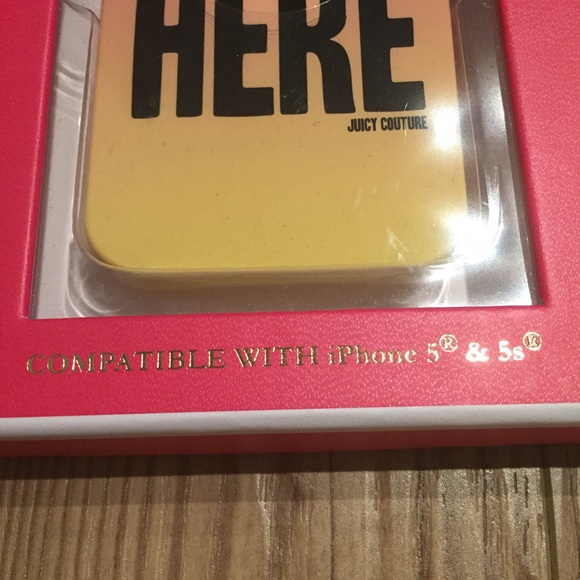 HERE
JUICY COUTURE
COMPATIBLE WITH iPhone 5® & 5s®